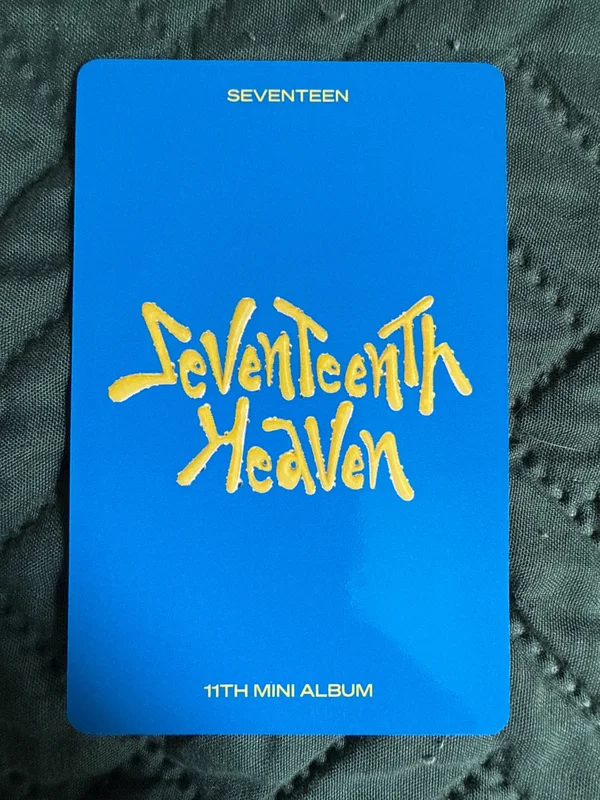 SEVENTEEN
SevenTeenTh
Heaven
11TH MINI ALBUM